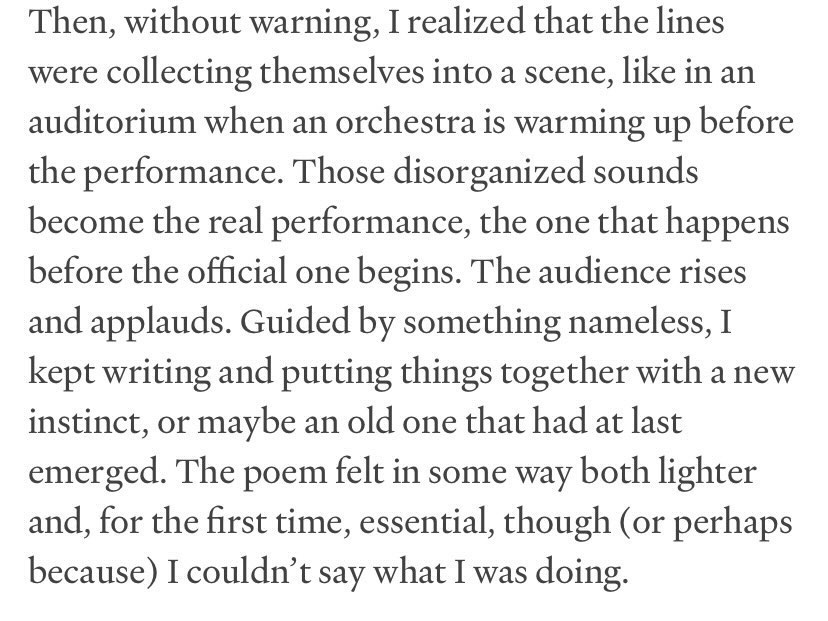 Then, without warning, I realized that the lines
were collecting themselves into a scene, like in an
auditorium when an orchestra is warming up before
the performance. Those disorganized sounds
become the real performance, the one that happens
before the official one begins. The audience rises
and applauds. Guided by something nameless, I
kept writing and putting things together with a new
instinct, or maybe an old one that had at last
emerged. The poem felt in some way both lighter
and, for the first time, essential, though (or perhaps
because) I couldn’t say what I was doing.